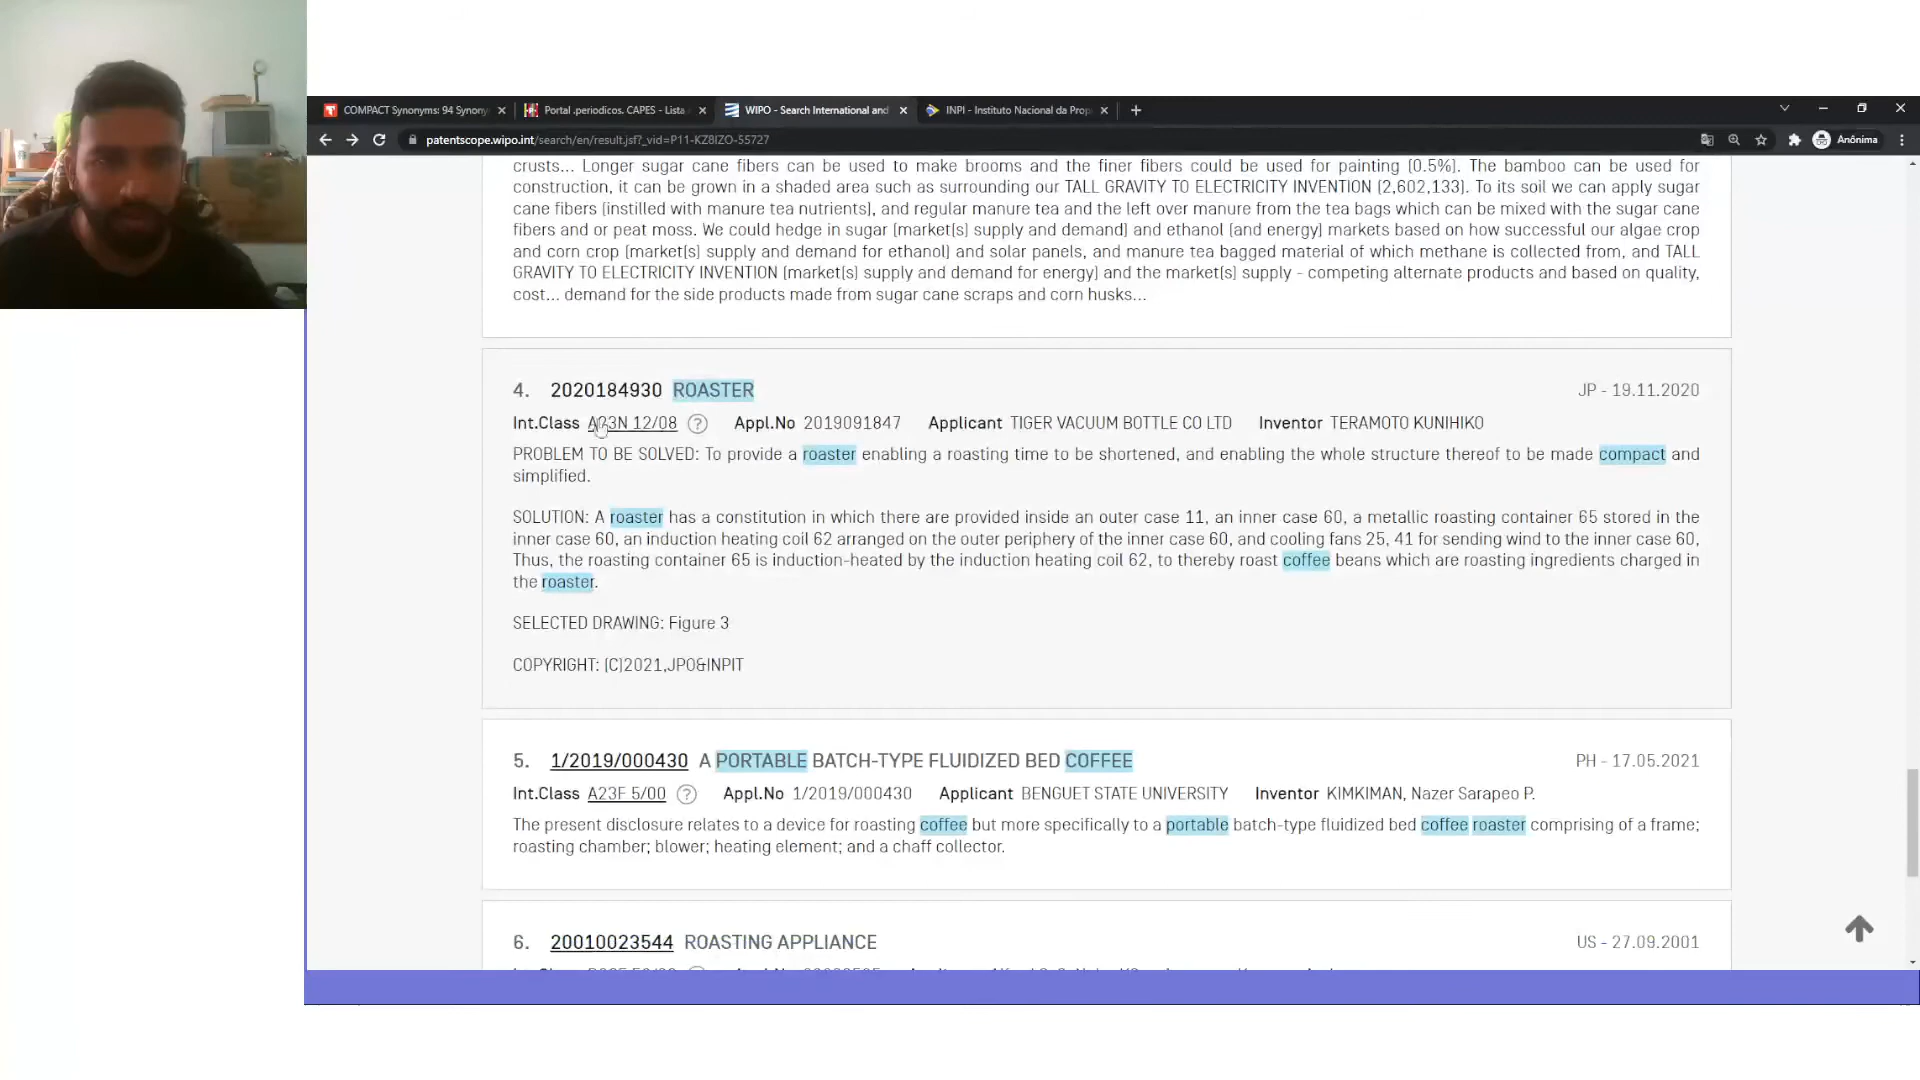 COMPACT Synonyms: 94 Synony
Portal .periodicos. CAPES - Lista
WIPO - Search International and
INPI - Instituto Nacional da Prop
patentscope.wipo.int/search/en/result.jsf?_vid=P11-KZ8IZO-55727
Anônima
crusts... Longer sugar cane fibers can be used to make brooms and the finer fibers could be used for painting (0.5%). The bamboo can be used for
construction, it can be grown in a shaded area such as surrounding our TALL GRAVITY TO ELECTRICITY INVENTION (2,602,133). To its soil we can apply sugar
cane fibers (instilled with manure tea nutrients), and regular manure tea and the left over manure from the tea bags which can be mixed with the sugar cane
fibers and or peat moss. We could hedge in sugar (market(s) supply and demand) and ethanol (and energy) markets based on how successful our algae crop
and corn crop (market(s) supply and demand for ethanol) and solar panels, and manure tea bagged material of which methane is collected from, and TALL
GRAVITY TO ELECTRICITY INVENTION (market(s) supply and demand for energy) and the market(s) supply - competing alternate products and based on quality,
cost... demand for the side products made from sugar cane scraps and corn husks...
4. 2020184930 ROASTER JP - 19.11.2020
Int.Class A23N 12/08 ? Appl.No 2019091847 Applicant TIGER VACUUM BOTTLE CO LTD Inventor TERAMOTO KUNIHIKO
PROBLEM TO BE SOLVED: To provide a roaster enabling a roasting time to be shortened, and enabling the whole structure thereof to be made compact and
simplified.
SOLUTION: A roaster has a constitution in which there are provided inside an outer case 11, an inner case 60, a metallic roasting container 65 stored in the
inner case 60, an induction heating coil 62 arranged on the outer periphery of the inner case 60, and cooling fans 25, 41 for sending wind to the inner case 60,
Thus, the roasting container 65 is induction-heated by the induction heating coil 62, to thereby roast coffee beans which are roasting ingredients charged in
the roaster.
SELECTED DRAWING: Figure 3
COPYRIGHT: (C)2021,JPO&INPIT
5. 1/2019/000430 A PORTABLE BATCH-TYPE FLUIDIZED BED COFFEE PH - 17.05.2021
Int.Class A23F 5/00 ? Appl.No 1/2019/000430 Applicant BENGUET STATE UNIVERSITY Inventor KIMKIMAN, Nazer Sarapeo P.
The present disclosure relates to a device for roasting coffee but more specifically to a portable batch-type fluidized bed coffee roaster comprising of a frame;
roasting chamber; blower; heating element; and a chaff collector.
6. 20010023544 ROASTING APPLIANCE US - 27.09.2001